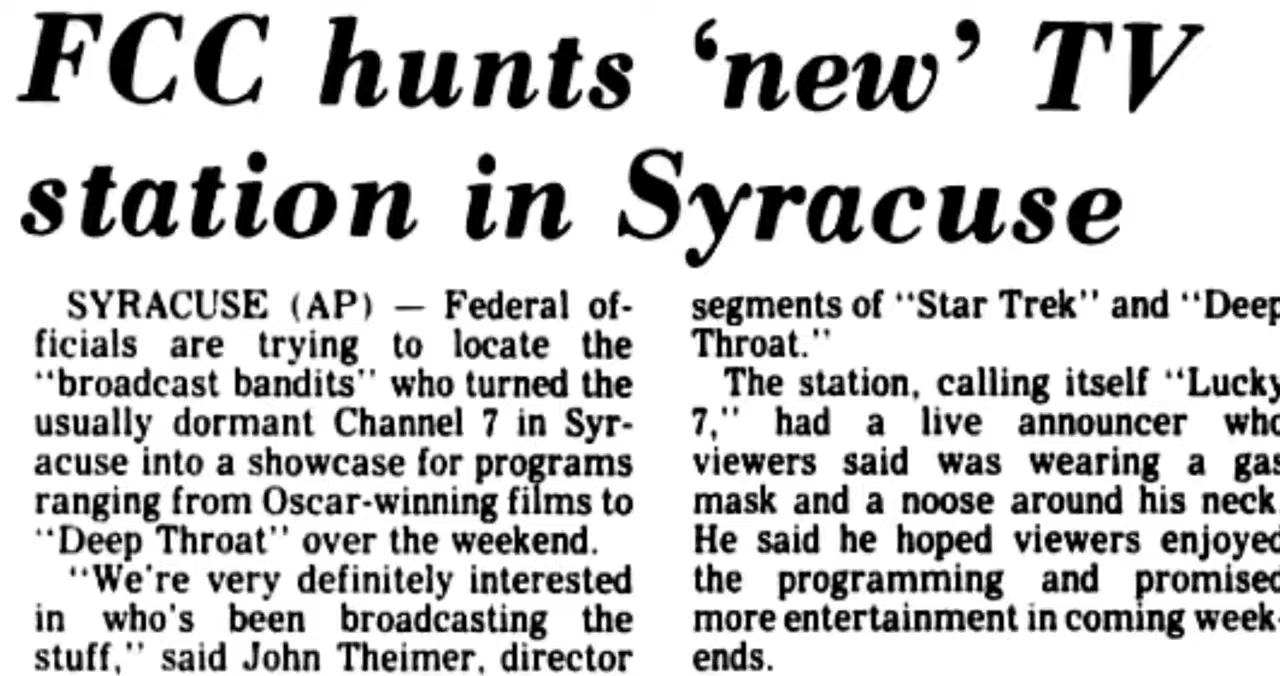 FCC hunts ‘new’ TV
station in Syracuse
SYRACUSE (AP) — Federal of-
ficials are trying to locate the
“broadcast bandits” who turned the
usually dormant Channel 7 in Syr-
acuse into a showcase for programs
ranging from Oscar-winning films to
“Deep Throat” over the weekend.
“We're very definitely interested
in who's been broadcasting the
stuff,” said John Theimer, director
segments of “Star Trek” and “Deep
Throat.”
The station, calling itself “Lucky
7,” had a live announcer who
viewers said was wearing a gas
mask and a noose around his neck.
He said he hoped viewers enjoyed
the programming and promised
more entertainment in coming week-
ends.